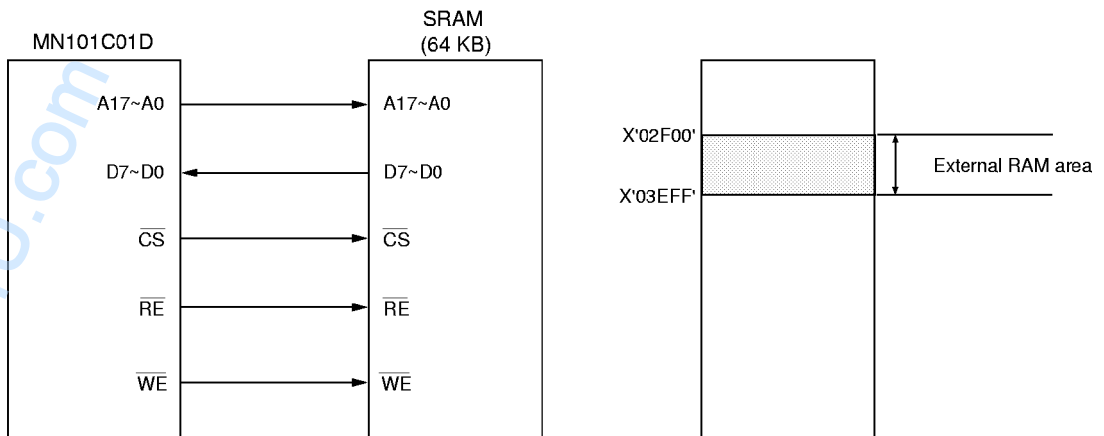 MN101C01D
SRAM
(64 KB)
A17~A0
A17~A0
D7~D0
D7~D0
CS
CS
RE
RE
WE
WE
X'02F00'
X'03EFF'
External RAM area
.com